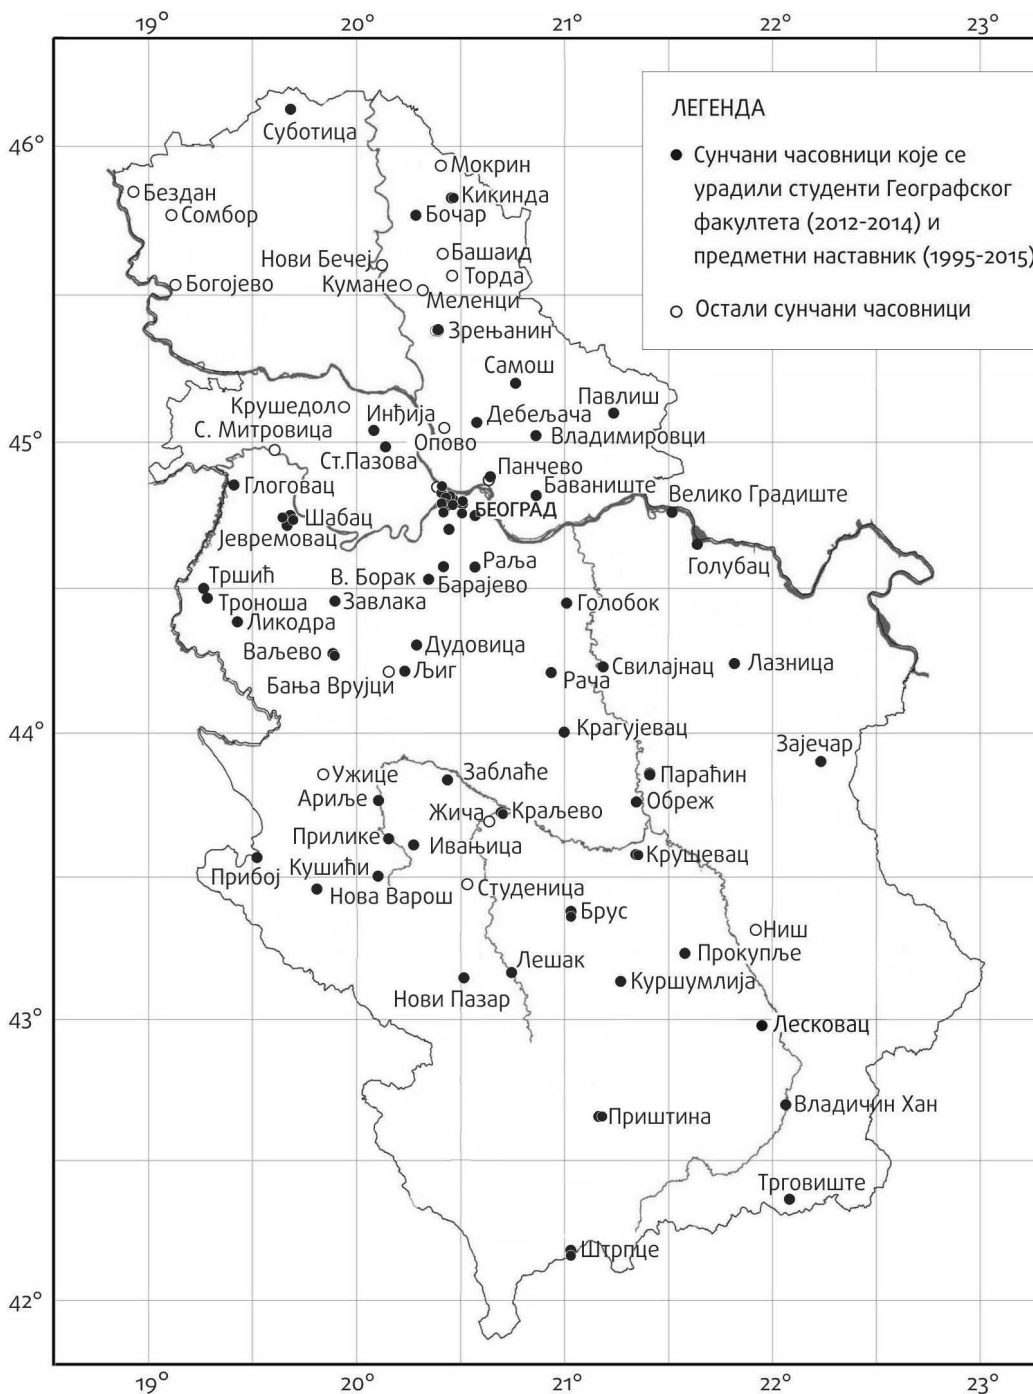 19°
20°
21°
22°
23°
ЛЕГЕНДА
Сунчани часовници које се
урадили студенти Географског
факултета (2012-2014) и
предметни наставник (1995-2015)
Остали сунчани часовници
46°
Суботица
Мокрин
Бездан
Кикинда
Сомбор
Бочар
Башаид
Нови Бечеј
Торда
Богојево
Кумане
Меленци
Зрењанин
Самош
Павлиш
Крушедол
Инђија
Дебељача
45°
С. Митровица
Опово
Владимировци
Ст.Пазова
Панчево
Глоговац
Баваниште
Велико Градиште
БЕОГРАД
Шабац
Јевремовац
Голубац
Раља
Тршић
В. Борак
Барајево
Троноша
Завлака
Голобок
Ликодра
Дудовица
Ваљево
Љиг
Свилајнац
Лазница
Бања Врујци
Рача
44°
Крагујевац
Зајечар
Ужице
Заблаће
Параћин
Ариље
Обреж
Жича
Краљево
Прилике
Ивањица
Крушевац
Прибој
Кушићи
Нова Варош
Студеница
Брус
Ниш
Прокупље
Лешак
Куршумлија
Нови Пазар
43°
Лесковац
Владичин Хан
Приштина
Трговиште
Штрпце
42°
19°
20°
21°
22°
23°